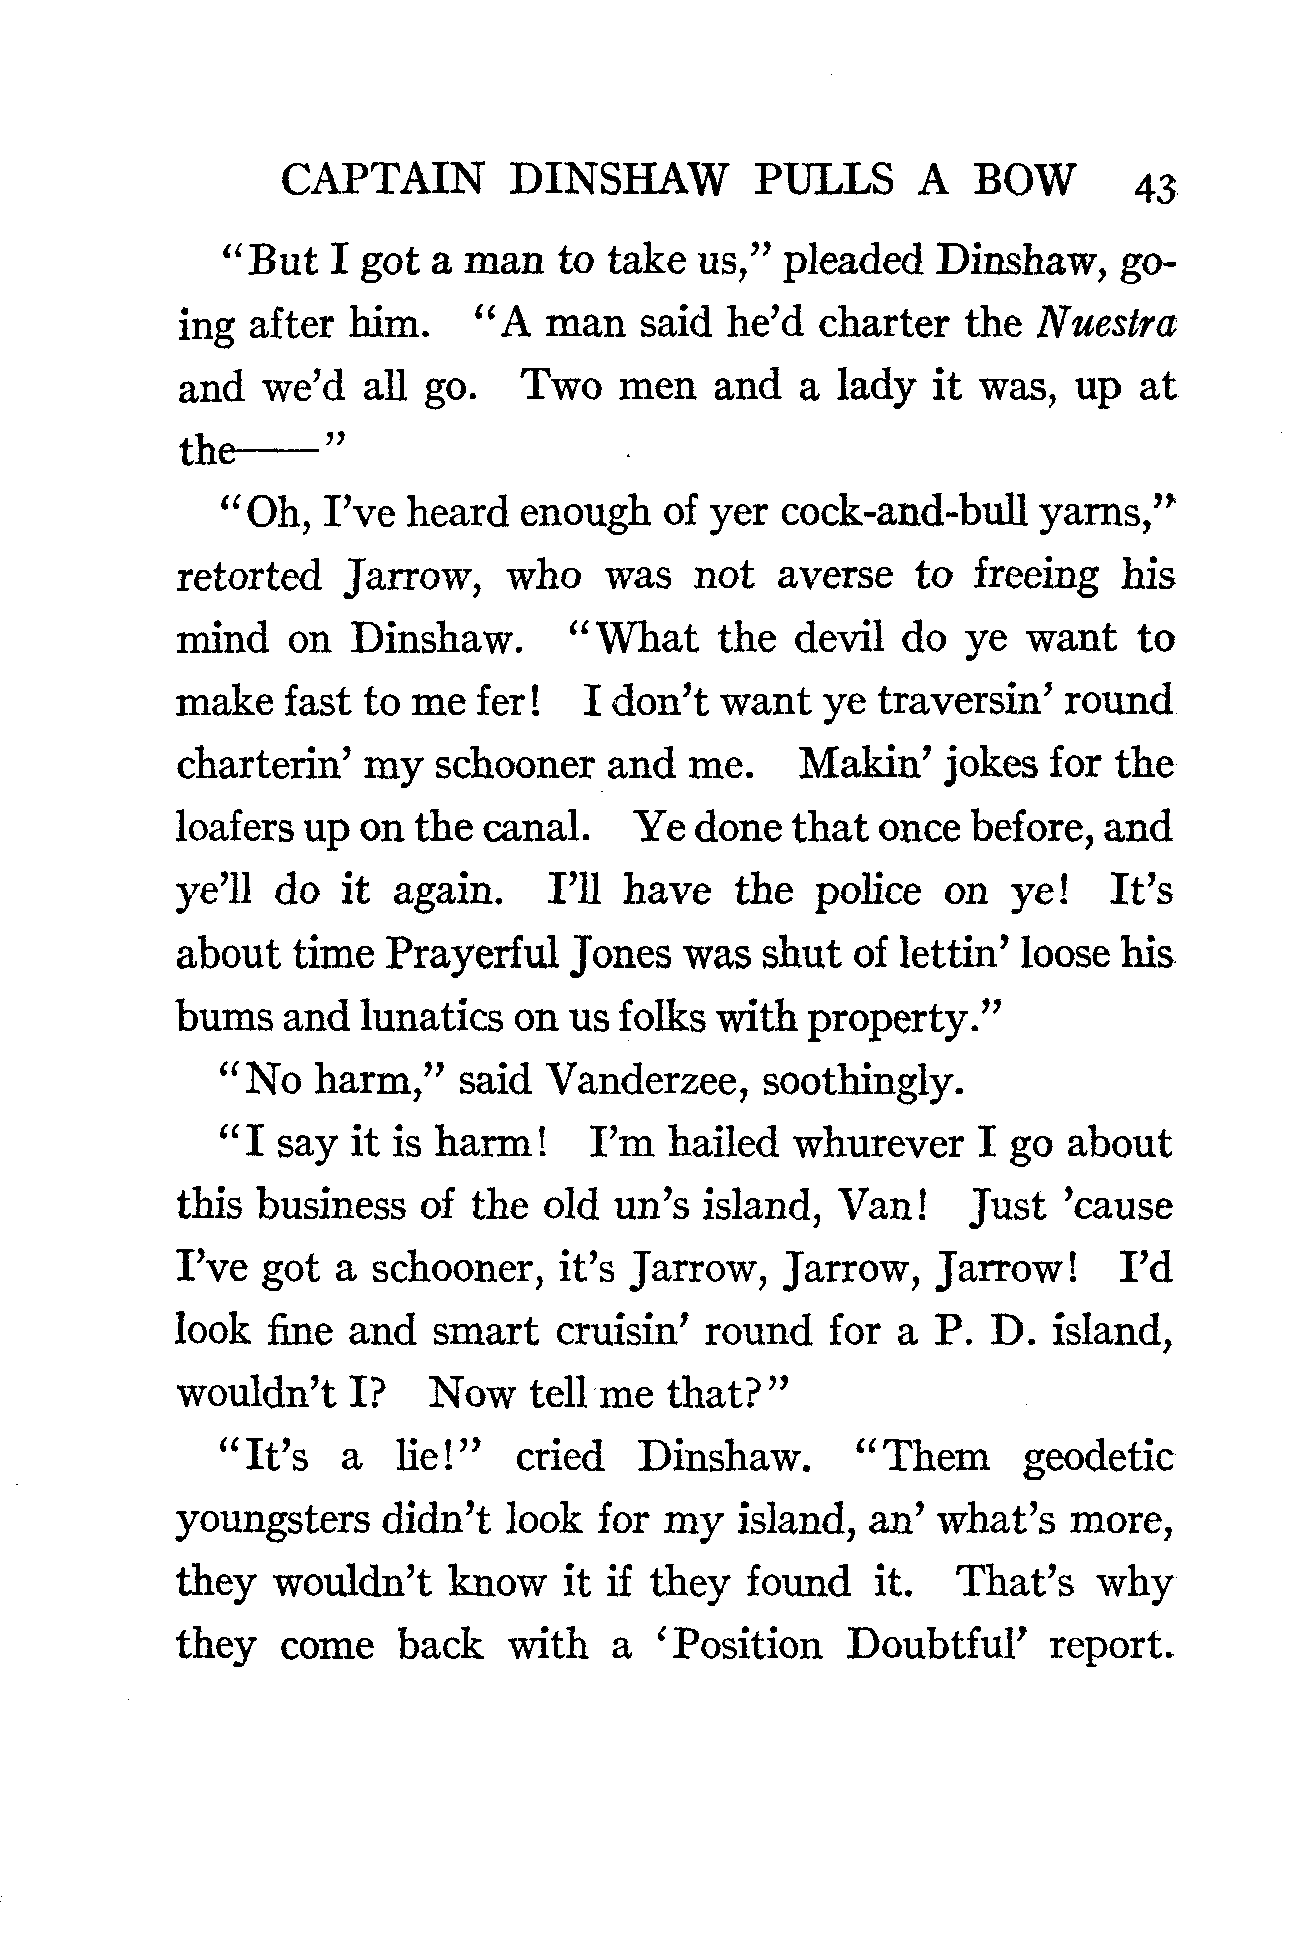 CAPTAIN DINSHAW PULLS A BOW 43
“But I got a man to take us,” pleaded Dinshaw, go-
ing after him. “A man said he’d charter the Nuestra
and we’d all go. Two men and a lady it was, up at
the——”
“Oh, I’ve heard enough of yer cock-and-bull yarns,”
retorted Jarrow, who was not averse to freeing his
mind on Dinshaw. “What the devil do ye want to
make fast to me fer! I don’t want ye traversin’ round
charterin’ my schooner and me. Makin’ jokes for the
loafers up on the canal. Ye done that once before, and
ye’ll do it again. I’ll have the police on ye! It’s
about time Prayerful Jones was shut of lettin’ loose his
bums and lunatics on us folks with property.”
“No harm,” said Vanderzee, soothingly.
“I say it is harm! I’m hailed whurever I go about
this business of the old un’s island, Van! Just ’cause
I’ve got a schooner, it’s Jarrow, Jarrow, Jarrow! I’d
look fine and smart cruisin’ round for a P. D. island,
wouldn’t I? Now tell me that?”
“It’s a lie!” cried Dinshaw. “Them geodetic
youngsters didn’t look for my island, an’ what’s more,
they wouldn’t know it if they found it. That’s why
they come back with a ‘Position Doubtful’ report.